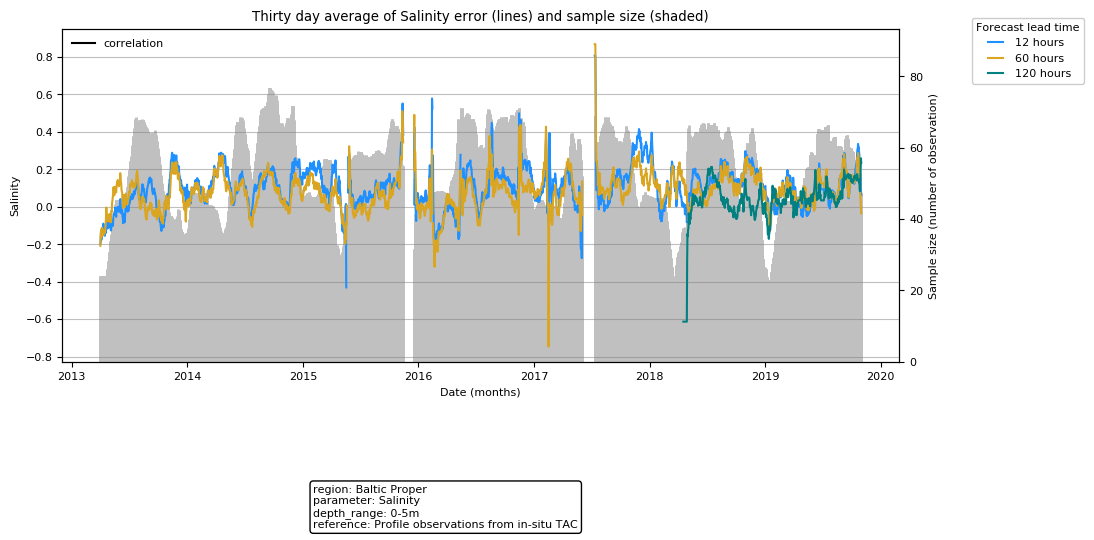 Thirty day average of Salinity error (lines) and sample size (shaded)
Forecast lead time
12 hours
60 hours
120 hours
correlation
Salinity
0.8
0.6
0.4
0.2
0.0
−0.2
−0.4
−0.6
−0.8
80
60
40
20
0
Sample size (number of observation)
2013 2014 2015 2016 2017 2018 2019 2020
Date (months)
region: Baltic Proper
parameter: Salinity
depth_range: 0-5m
reference: Profile observations from in-situ TAC